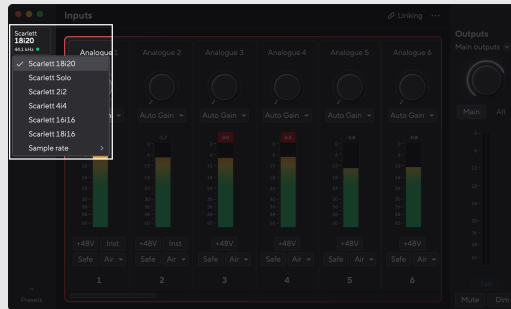 Inputs
Linking
Outputs
Main outputs
Scarlett
18i20
44.1 kHz
Scarlett 18i20
Scarlett Solo
Scarlett 2i2
Scarlett 4i4
Scarlett 16i16
Scarlett 18i16
Sample rate
Analogue 1
Analogue 2
Analogue 3
Analogue 4
Analogue 5
Analogue 6
Auto Gain
Auto Gain
Auto Gain
Auto Gain
Auto Gain
Main
Alt
+48V Inst
+48V Inst
+48V
+48V
+48V
+48V
Safe Air
Safe Air
Safe Air
Safe Air
Safe Air
Safe Air
1
2
3
4
5
6
Presets
Mute
Dim